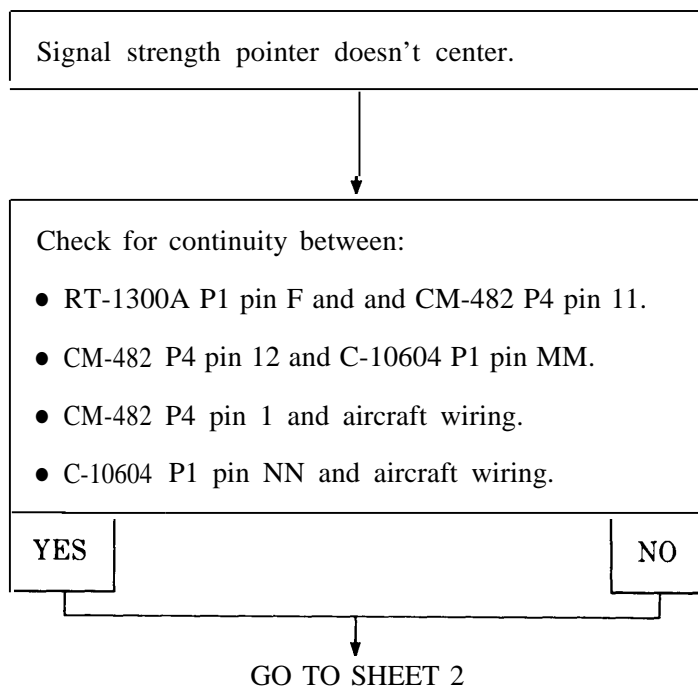 Signal strength pointer doesn't center.
Check for continuity between:
● RT-1300A P1 pin F and and CM-482 P4 pin 11.
● CM-482 P4 pin 12 and C-10604 P1 pin MM.
● CM-482 P4 pin 1 and aircraft wiring.
● C-10604 P1 pin NN and aircraft wiring.
YES
NO
GO TO SHEET 2